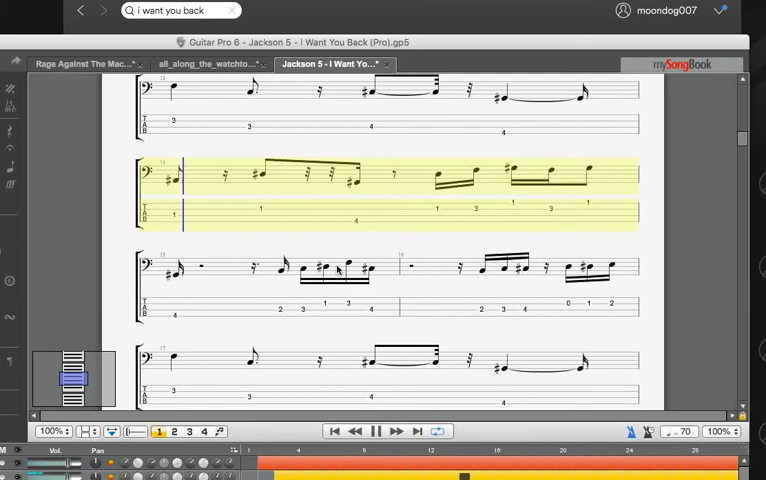 i want you back
moondog007
Guitar Pro 6 - Jackson 5 - I Want You Back (Pro).gp5
Rage Against The Mac...*
all_along_the_watchto...*
Jackson 5 - I Want Yo...*
mySongBook
13
3 3 4 4
14
1 1 4 1 3 1 3 1
15 16
4 2 3 1 3 4 2 3 4 0 1 2
17
3 3 4 4
100% 1 2 3 4 = 70 100%
M Vol. Pan 1 4 8 12 16 20 24 28